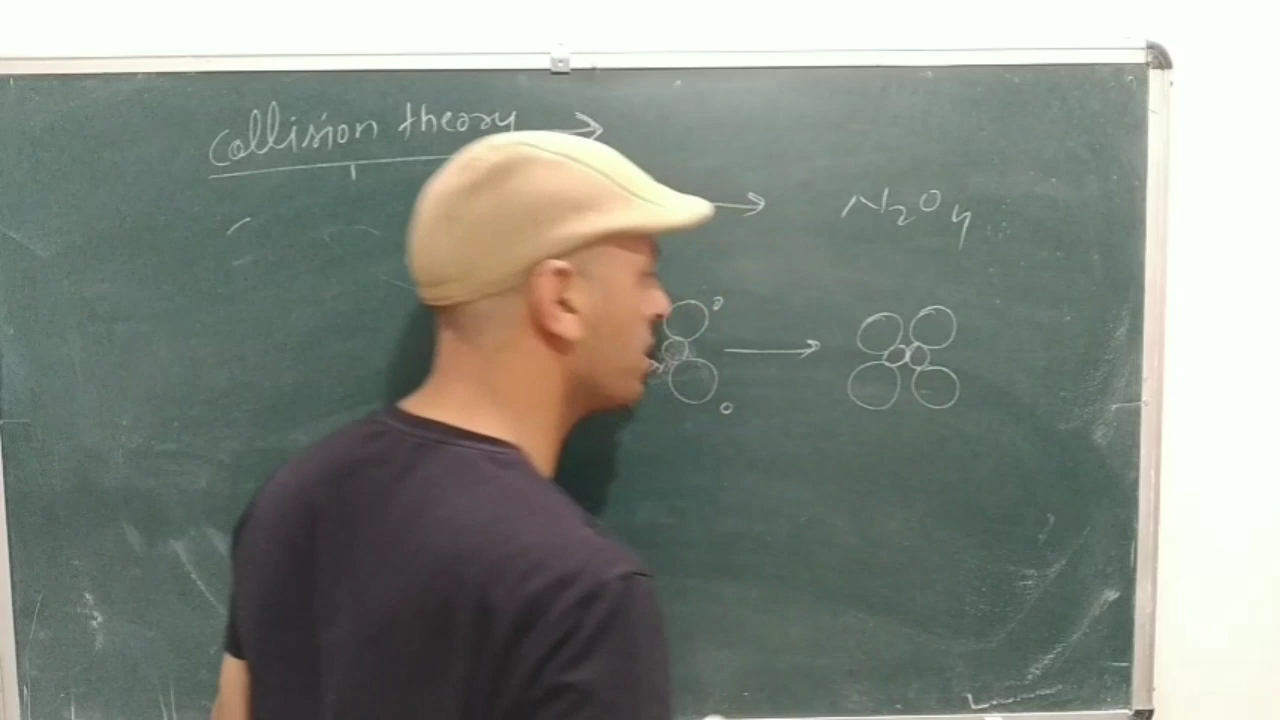 Collision theory →
→ N2O4
O
N →
O